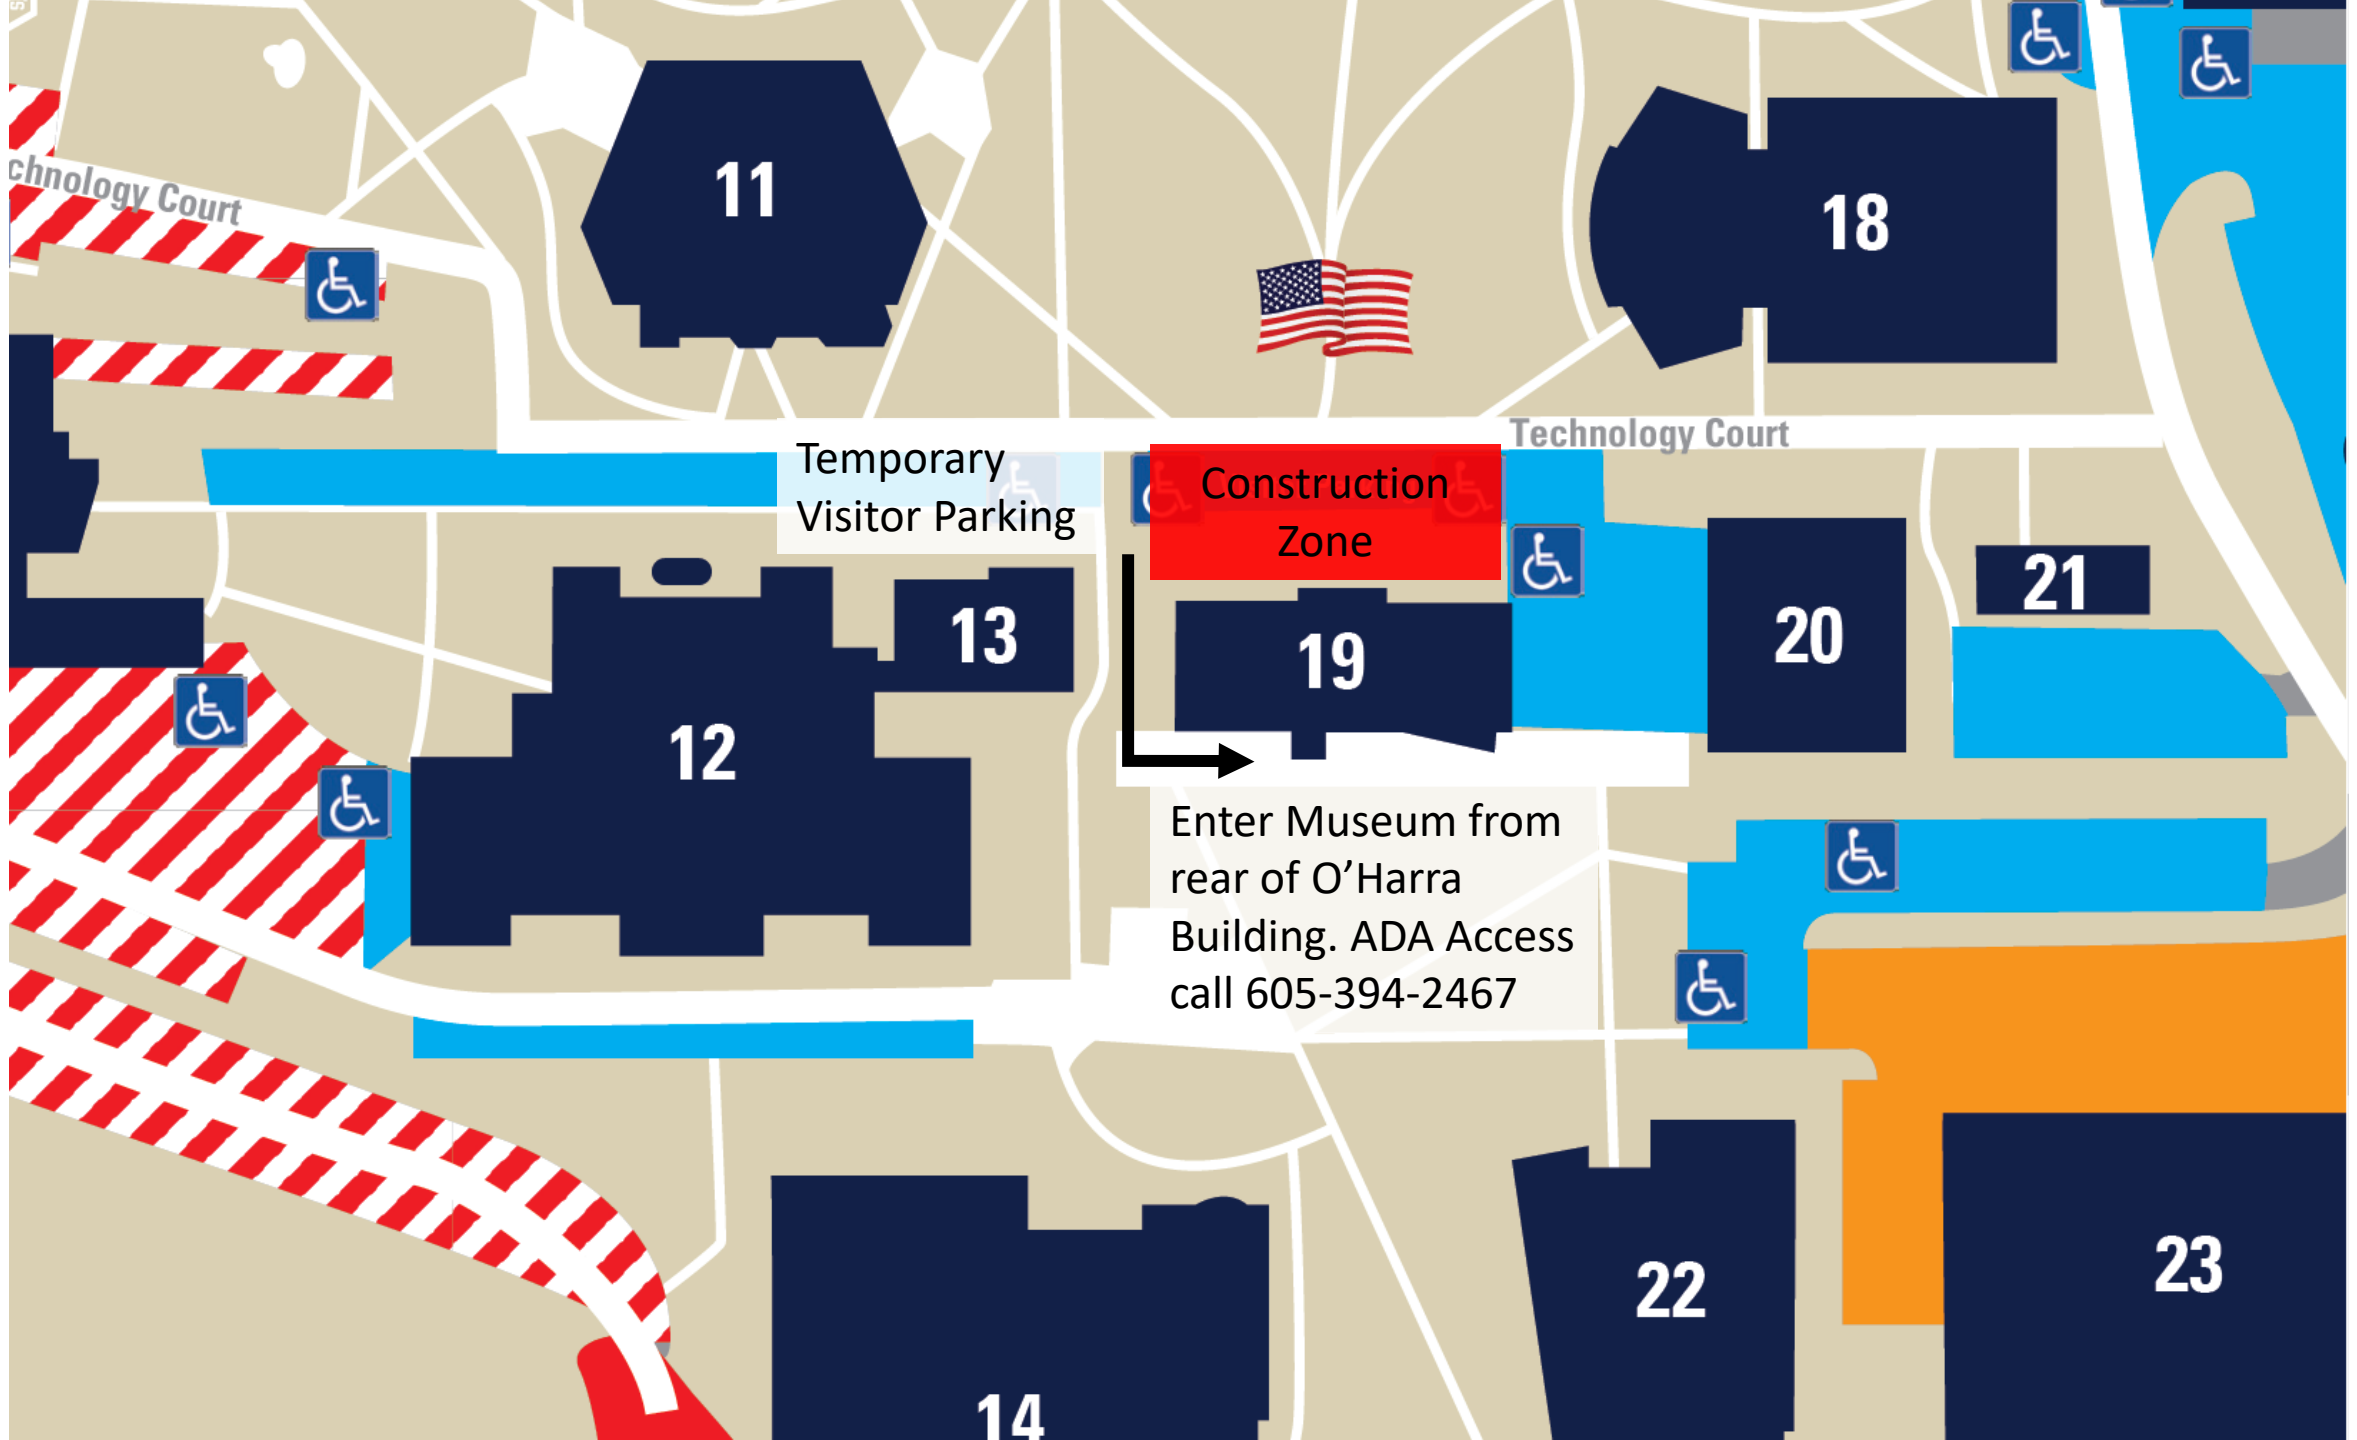 chnology Court
11
18
Technology Court
Temporary
Visitor Parking
Construction
Zone
13
19
20
21
12
Enter Museum from
rear of O’Harra
Building. ADA Access
call 605-394-2467
22
23
14